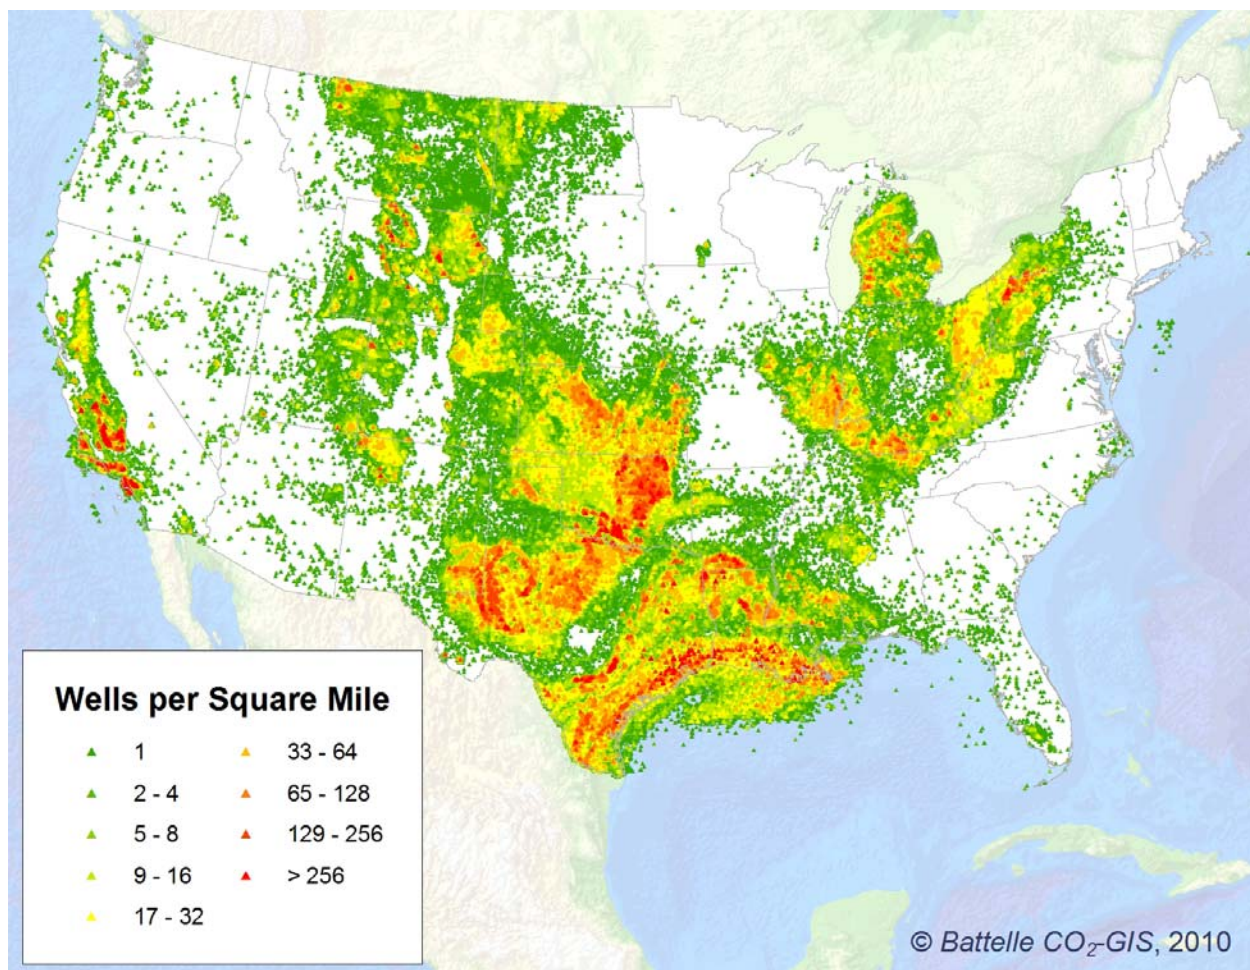 Wells per Square Mile
1
2 - 4
5 - 8
9 - 16
17 - 32
33 - 64
65 - 128
129 - 256
> 256
© Battelle CO₂-GIS, 2010